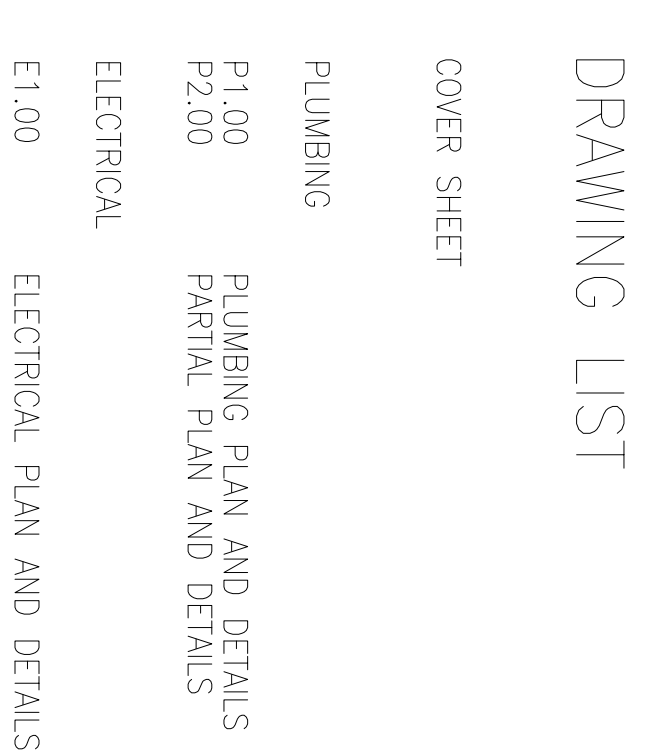 DRAWING LIST
COVER SHEET
PLUMBING
P1.00 PLUMBING PLAN AND DETAILS
P2.00 PARTIAL PLAN AND DETAILS
ELECTRICAL
E1.00 ELECTRICAL PLAN AND DETAILS